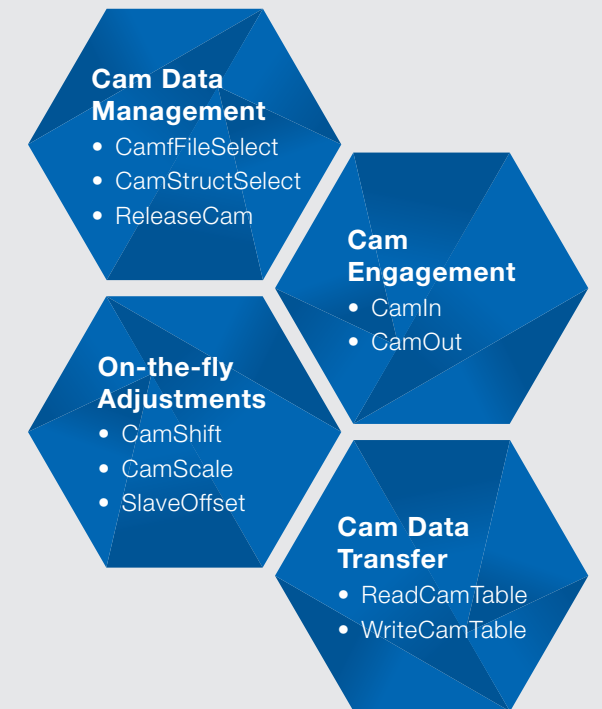 Cam Data
Management
• CamfFileSelect
• CamStructSelect
• ReleaseCam
Cam
Engagement
• CamIn
• CamOut
On-the-fly
Adjustments
• CamShift
• CamScale
• SlaveOffset
Cam Data
Transfer
• ReadCamTable
• WriteCamTable